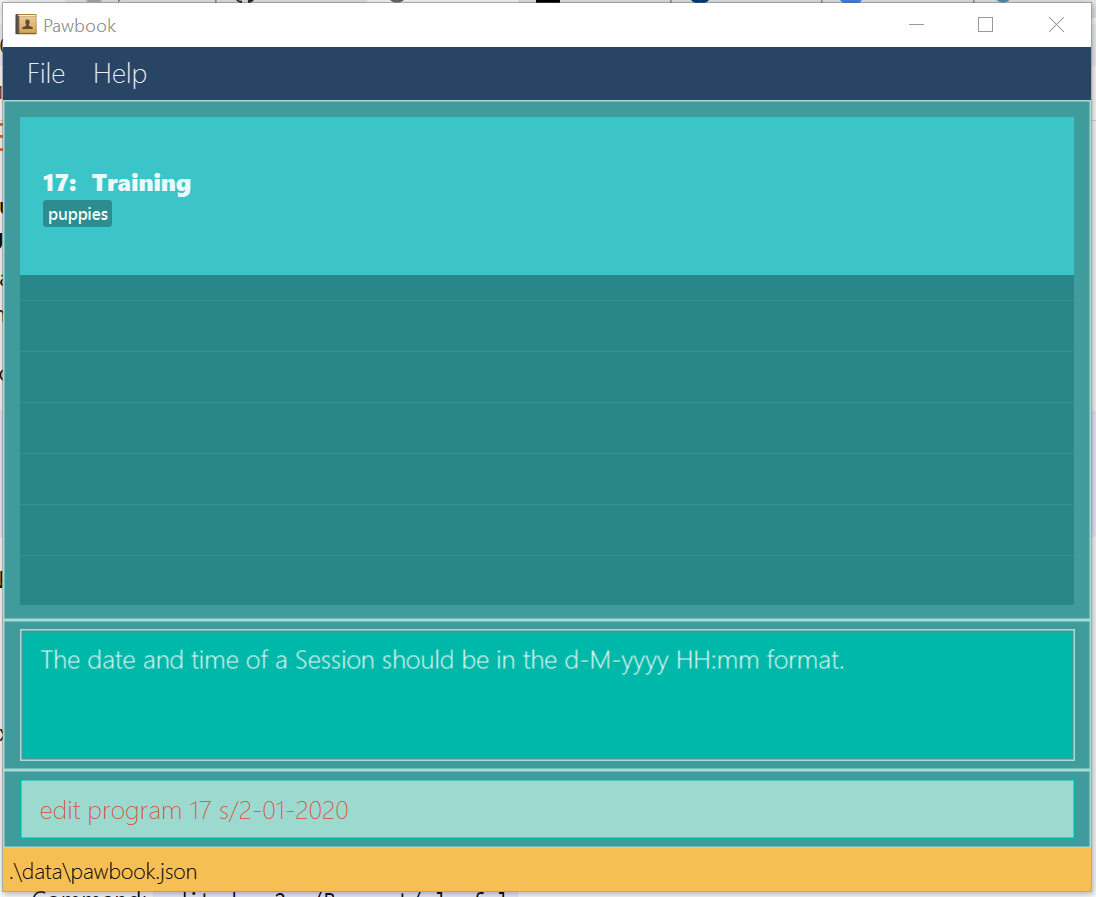 Pawbook
File Help
17: Training
puppies
The date and time of a Session should be in the d-M-yyyy HH:mm format.
edit program 17 s/2-01-2020
.\data\pawbook.json